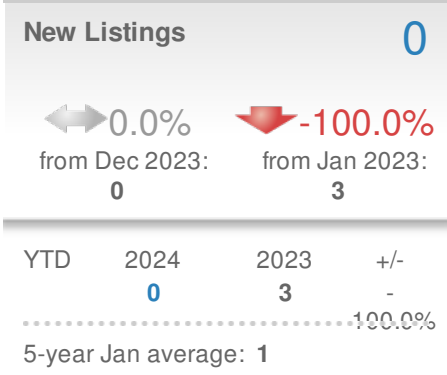 New Listings 0
0.0% -100.0%
from Dec 2023: from Jan 2023:
0 3
YTD 2024 2023 +/-
0 3 -
100.0%
5-year Jan average: 1